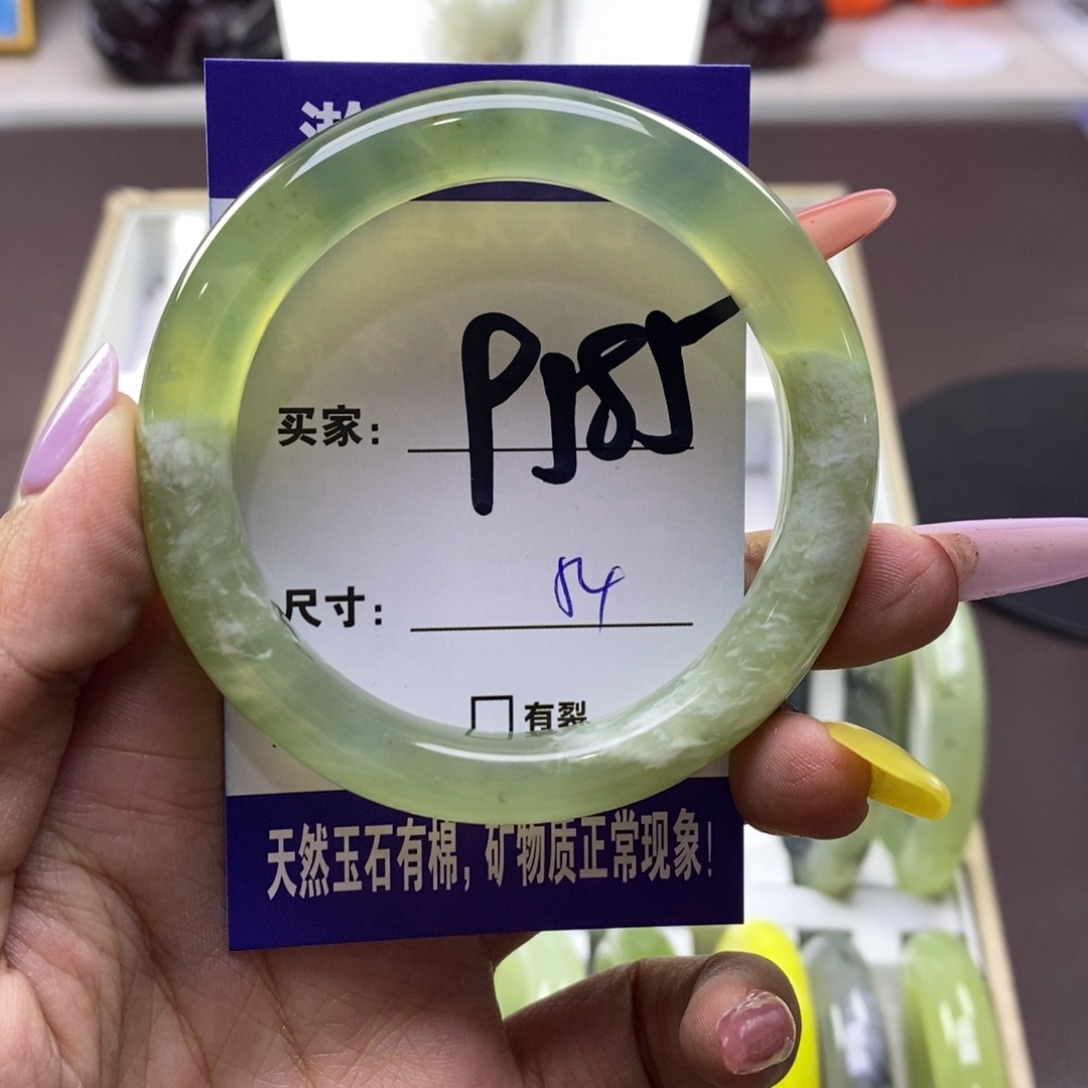 买家: PJ85
尺寸: 54
有裂
天然玉石有棉, 矿物质正常现象!